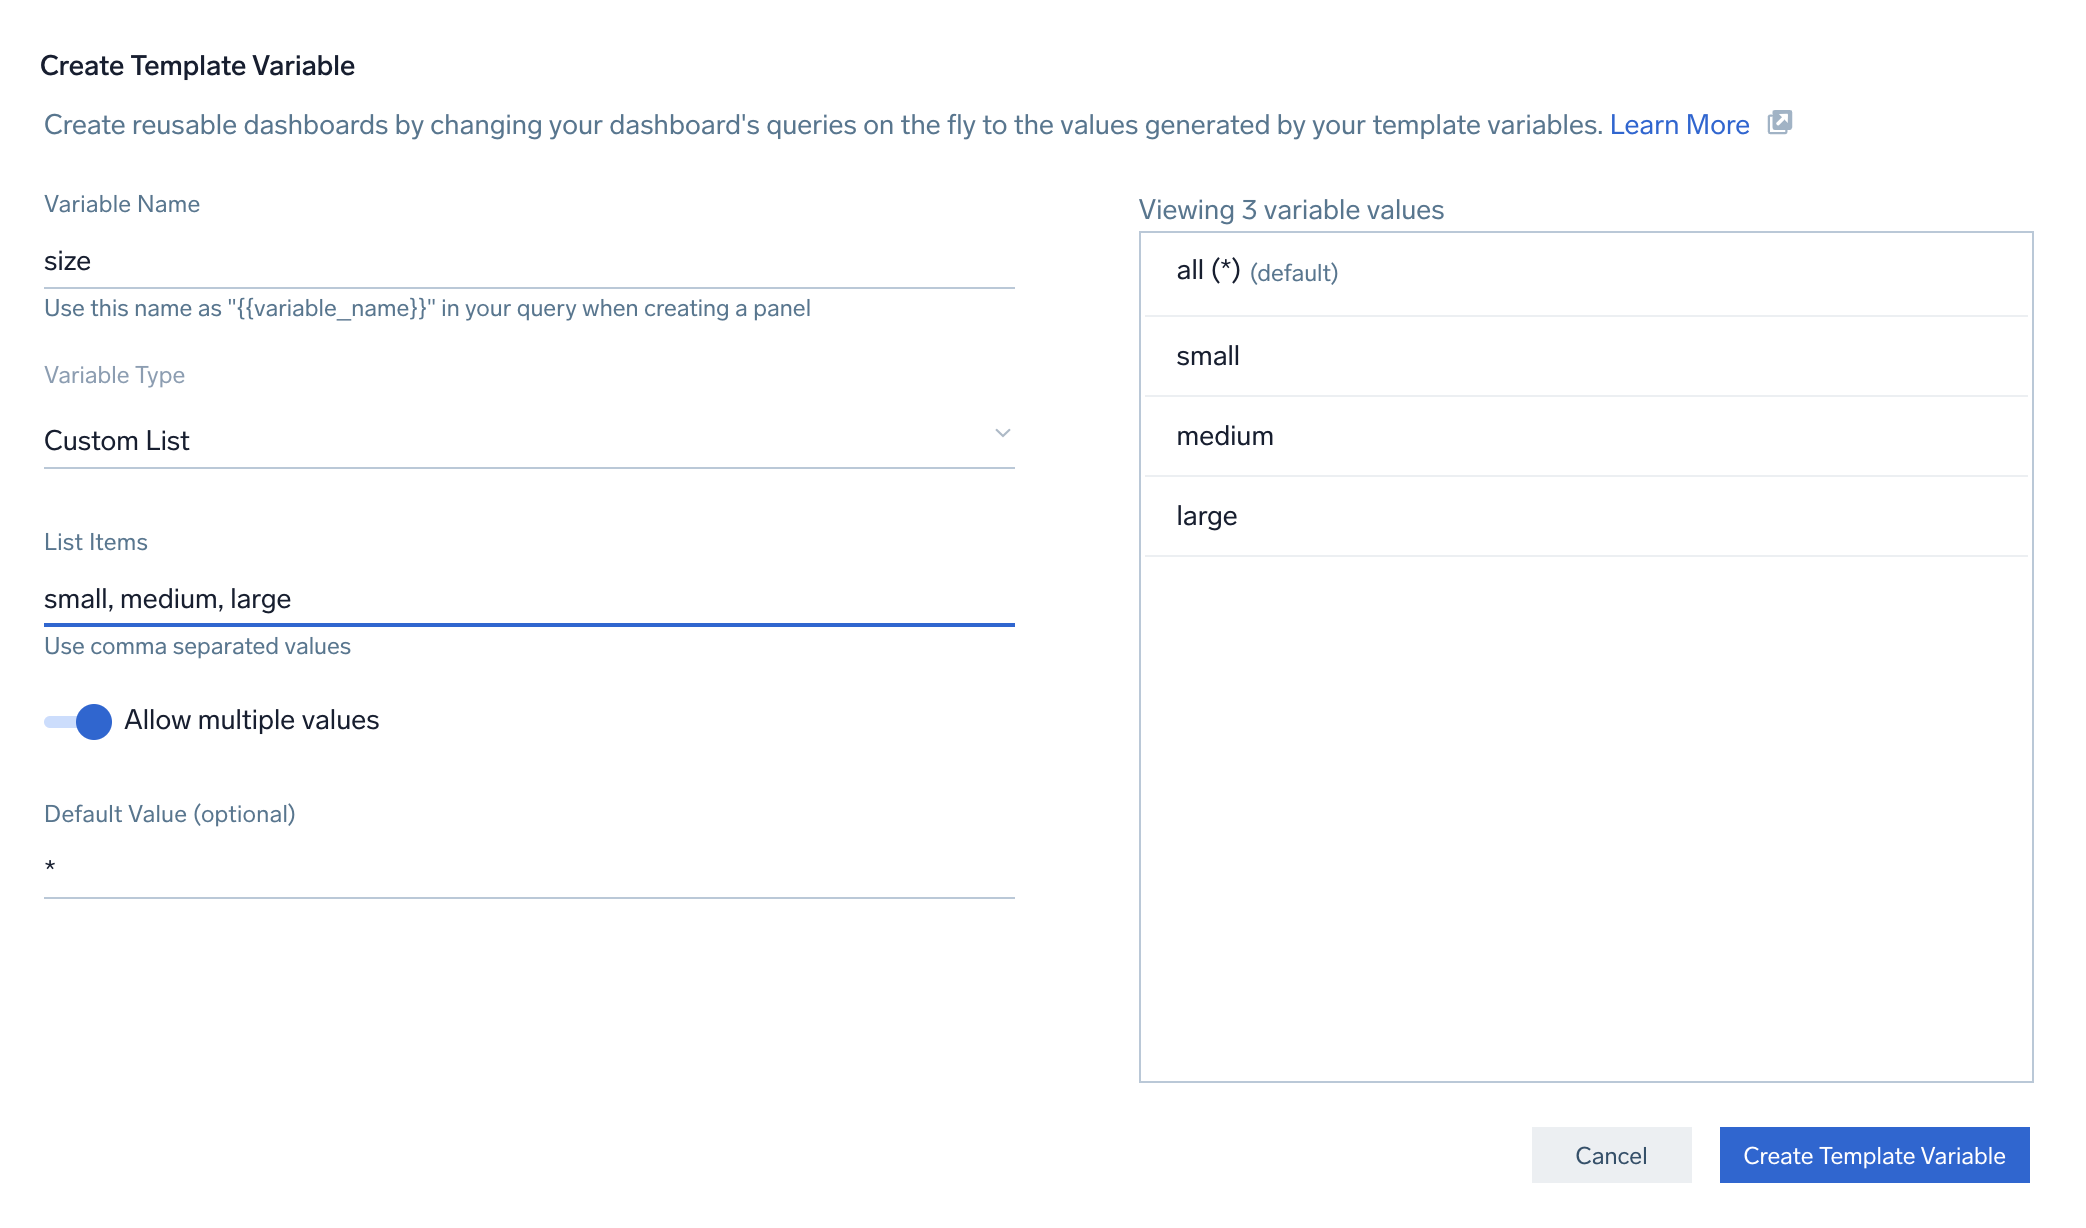 Create Template Variable
Create reusable dashboards by changing your dashboard's queries on the fly to the values generated by your template variables. Learn More
Variable Name
size
Use this name as "{{variable_name}}" in your query when creating a panel
Variable Type
Custom List
List Items
small, medium, large
Use comma separated values
Allow multiple values
Default Value (optional)
*
Viewing 3 variable values
all (*) (default)
small
medium
large
Cancel
Create Template Variable